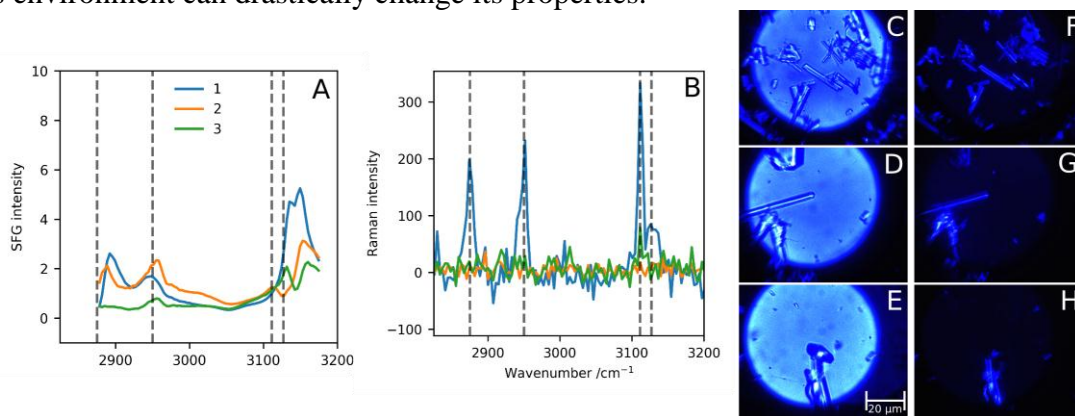 s environment can drastically change its properties.
A
1
2
3
SFG intensity
10
8
6
4
2
0
2900
3000
3100
3200
B
Raman intensity
300
200
100
0
−100
2900
3000
3100
3200
Wavenumber /cm⁻¹
C
F
D
G
E
H
20 µm